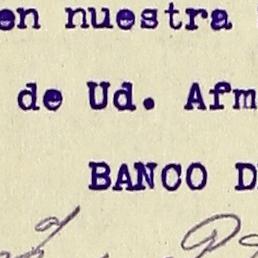 en nuestra
de Ud. Afm
BANCO D